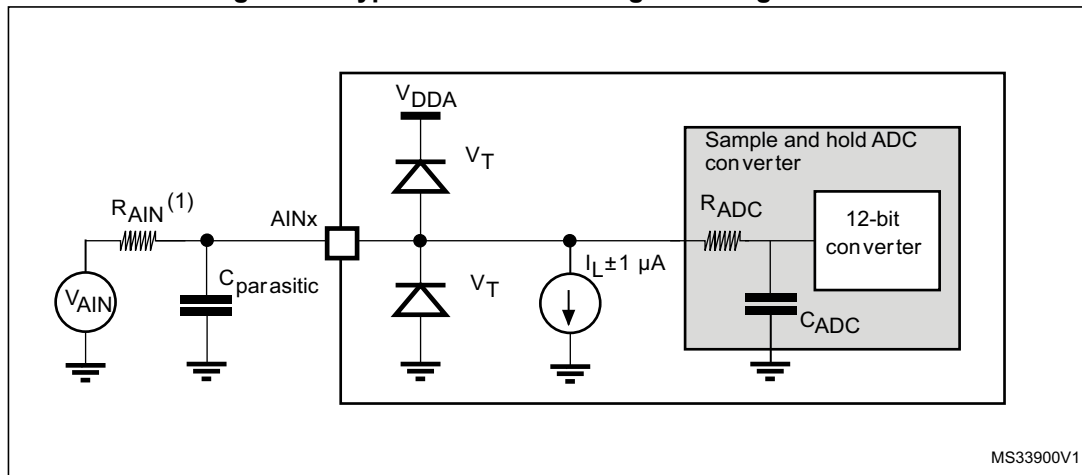 VDDA
VT
Sample and hold ADC
converter
RAIN(1)
AINx
RADC
12-bit
converter
VAIN
Cparasitic
VT
IL±1 µA
CADC
MS33900V1